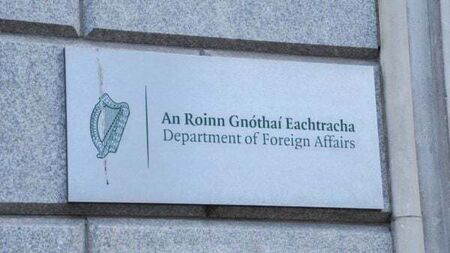 An Roinn Gnóthaí Eachtracha
Department of Foreign Affairs